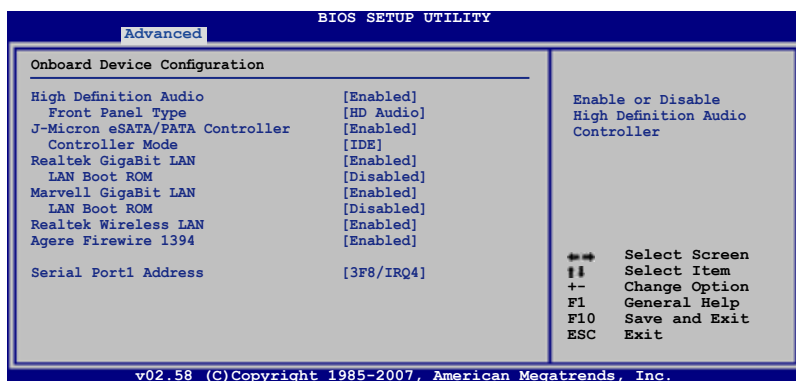 BIOS SETUP UTILITY
Advanced
Onboard Device Configuration
High Definition Audio [Enabled]
Front Panel Type [HD Audio]
J-Micron eSATA/PATA Controller [Enabled]
Controller Mode [IDE]
Realtek GigaBit LAN [Enabled]
LAN Boot ROM [Disabled]
Marvell GigaBit LAN [Enabled]
LAN Boot ROM [Disabled]
Realtek Wireless LAN [Enabled]
Agere Firewire 1394 [Enabled]
Serial Port1 Address [3F8/IRQ4]
Enable or Disable
High Definition Audio
Controller
Select Screen
Select Item
+- Change Option
F1 General Help
F10 Save and Exit
ESC Exit
v02.58 (C)Copyright 1985-2007, American Megatrends, Inc.